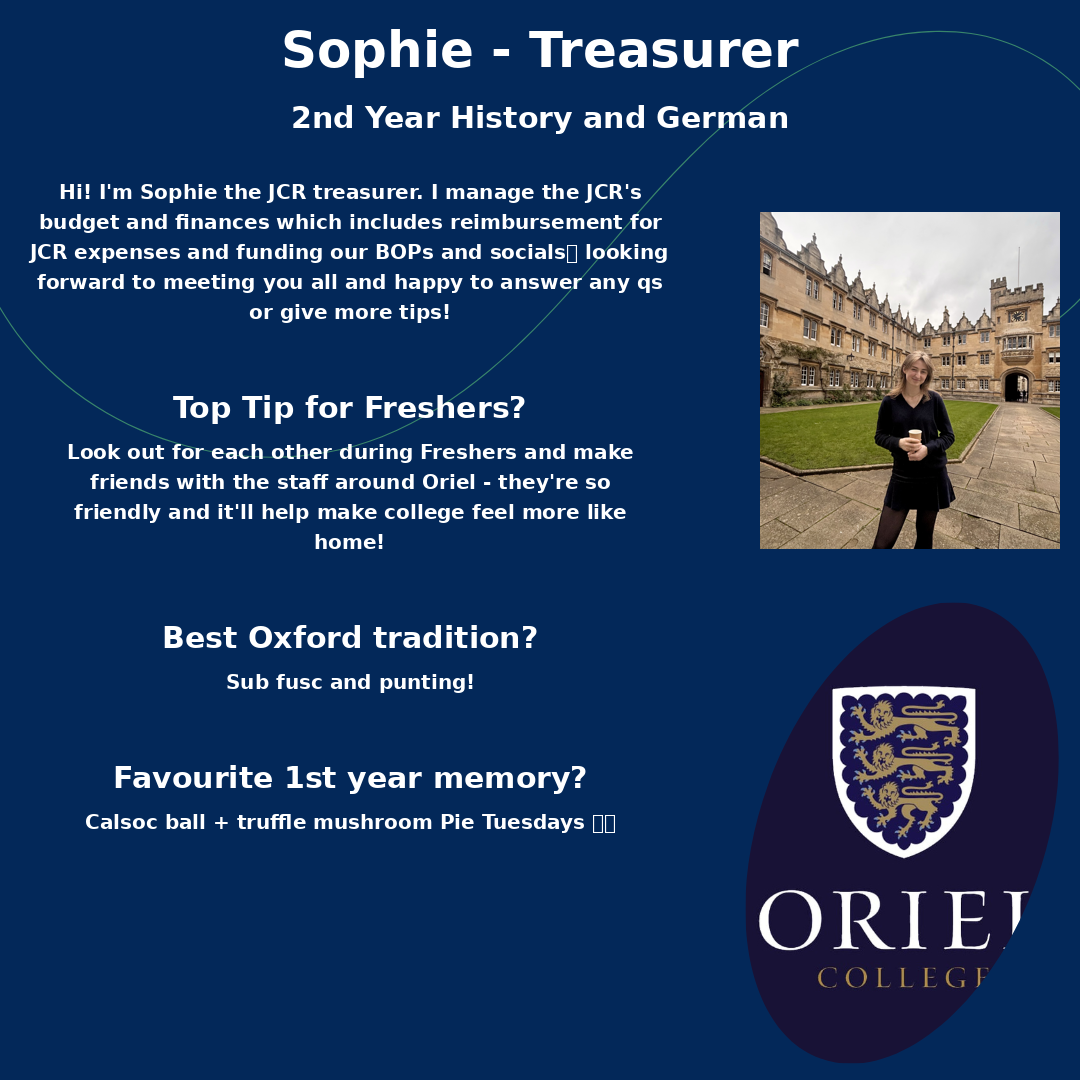 Sophie - Treasurer
2nd Year History and German
Hi! I'm Sophie the JCR treasurer. I manage the JCR's
budget and finances which includes reimbursement for
JCR expenses and funding our BOPs and socials▯ looking
forward to meeting you all and happy to answer any qs
or give more tips!
Top Tip for Freshers?
Look out for each other during Freshers and make
friends with the staff around Oriel - they're so
friendly and it'll help make college feel more like
home!
Best Oxford tradition?
Sub fusc and punting!
Favourite 1st year memory?
Calsoc ball + truffle mushroom Pie Tuesdays ▯▯
ORIEL
COLLEGE